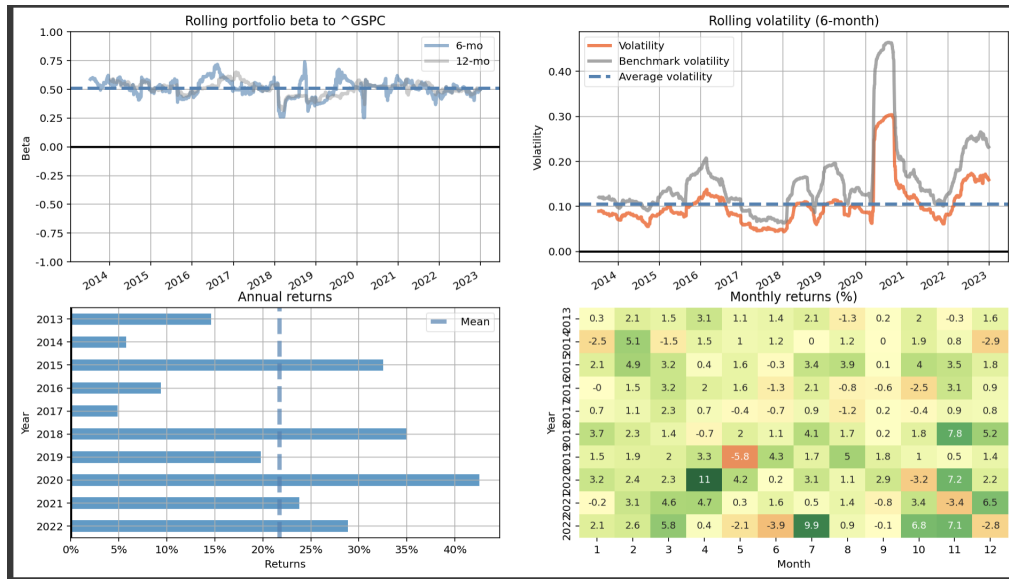 Rolling portfolio beta to ^GSPC
1.00
0.75
0.50
0.25
0.00
-0.25
-0.50
-0.75
-1.00
Beta
6-mo
12-mo
2014 2015 2016 2017 2018 2019 2020 2021 2022 2023
Rolling volatility (6-month)
0.40
0.30
0.20
0.10
0.00
Volatility
Volatility
Benchmark volatility
Average volatility
2014 2015 2016 2017 2018 2019 2020 2021 2022 2023
Annual returns
Mean
Year
2013
2014
2015
2016
2017
2018
2019
2020
2021
2022
0% 5% 10% 15% 20% 25% 30% 35% 40%
Returns
Monthly returns (%)
Year
2013 0.3 2.1 1.5 3.1 1.1 1.4 2.1 -1.3 0.2 2 -0.3 1.6
2014 -2.5 5.1 -1.5 1.5 1 1.2 0 1.2 0 1.9 0.8 -2.9
2015 2.1 4.9 3.2 0.4 1.6 -0.3 3.4 3.9 0.1 4 3.5 1.8
2016 -0 1.5 3.2 2 1.6 -1.3 2.1 -0.8 -0.6 -2.5 3.1 0.9
2017 0.7 1.1 2.3 0.7 -0.4 -0.7 0.9 -1.2 0.2 -0.4 0.9 0.8
2018 3.7 2.3 1.4 -0.7 2 1.1 4.1 1.7 0.2 1.8 7.8 5.2
2019 1.5 1.9 2 3.3 -5.8 4.3 1.7 5 1.8 1 0.5 1.4
2020 3.2 2.4 2.3 11 4.2 0.2 3.1 1.1 2.9 -3.2 7.2 2.2
2021 -0.2 3.1 4.6 4.7 0.3 1.6 0.5 1.4 -0.8 3.4 -3.4 6.5
2022 2.1 2.6 5.8 0.4 -2.1 -3.9 9.9 0.9 -0.1 6.8 7.1 -2.8
1 2 3 4 5 6 7 8 9 10 11 12
Month